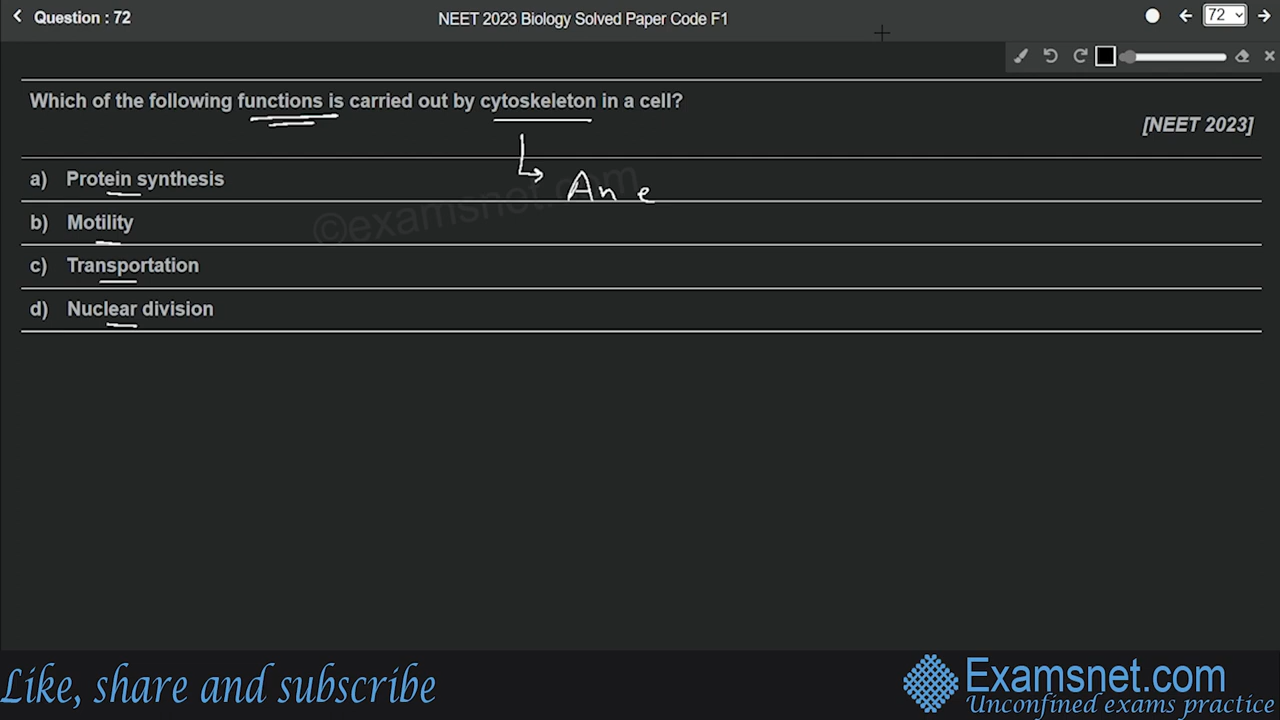 Question : 72
NEET 2023 Biology Solved Paper Code F1
72
Which of the following functions is carried out by cytoskeleton in a cell?
[NEET 2023]
a) Protein synthesis
An e
©examsnet.com
b) Motility
c) Transportation
d) Nuclear division
Like, share and subscribe
Examsnet.com
Unconfined exams practice